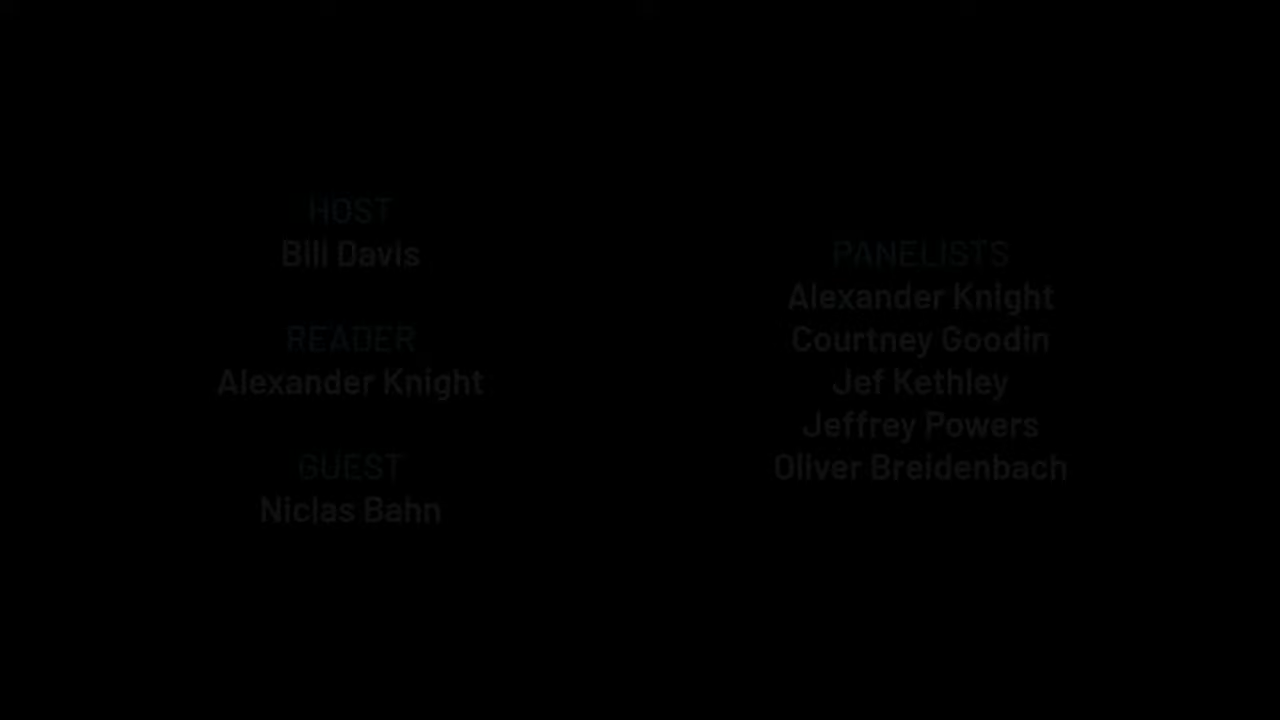 HOST
Bill Davis
READER
Alexander Knight
GUEST
Niclas Bahn
PANELISTS
Alexander Knight
Courtney Goodin
Jef Kethley
Jeffrey Powers
Oliver Breidenbach